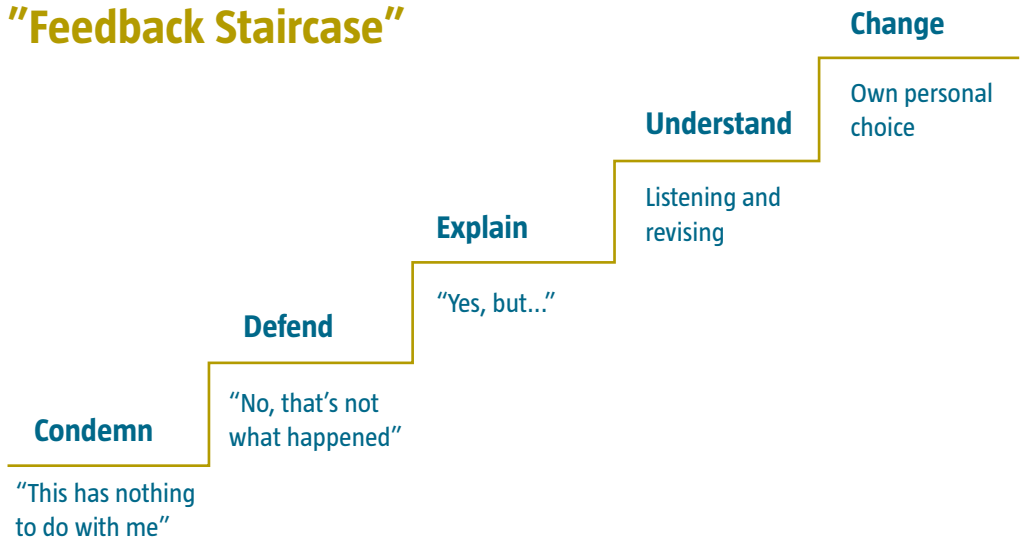 "Feedback Staircase"
Condemn
"This has nothing
to do with me"
Defend
"No, that's not
what happened"
Explain
"Yes, but..."
Understand
Listening and
revising
Change
Own personal
choice